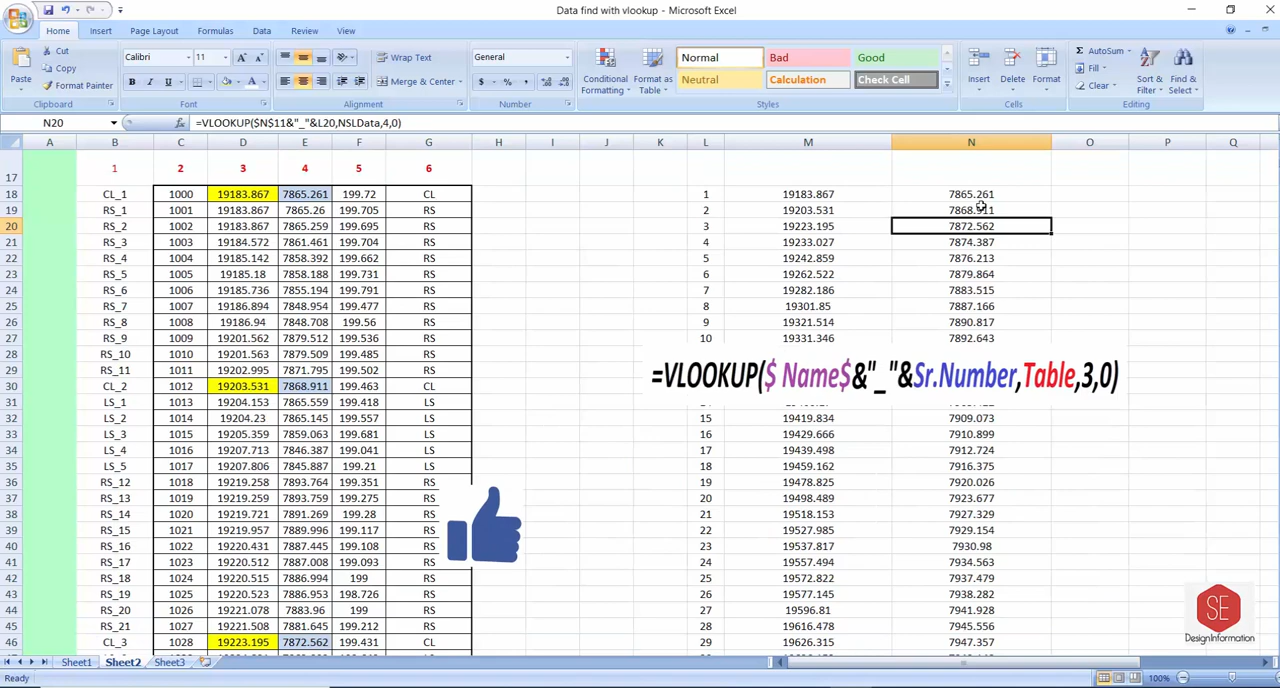 Data find with vlookup - Microsoft Excel
Home Insert Page Layout Formulas Data Review View
Cut Calibri 11 Wrap Text General Normal Bad Good AutoSum
Copy Fill
Paste Format Painter Merge & Center Conditional Formatting Format as Table Neutral Calculation Check Cell Insert Delete Format Clear Sort & Filter Find & Select
Clipboard Font Alignment Number Styles Cells Editing
N20 fx =VLOOKUP($N$11&"_"&L20,NSLData,4,0)
A B C D E F G H I J K L M N O P Q
17 1 2 3 4 5 6
18 CL_1 1000 19183.867 7865.261 199.72 CL 1 19183.867 7865.261
19 RS_1 1001 19183.867 7865.26 199.705 RS 2 19203.531 7868.911
20 RS_2 1002 19183.867 7865.259 199.695 RS 3 19223.195 7872.562
21 RS_3 1003 19184.572 7861.461 199.704 RS 4 19233.027 7874.387
22 RS_4 1004 19185.142 7858.392 199.662 RS 5 19242.859 7876.213
23 RS_5 1005 19185.18 7858.188 199.731 RS 6 19262.522 7879.864
24 RS_6 1006 19185.736 7855.194 199.791 RS 7 19282.186 7883.515
25 RS_7 1007 19186.894 7848.954 199.477 RS 8 19301.85 7887.166
26 RS_8 1008 19186.94 7848.708 199.56 RS 9 19321.514 7890.817
27 RS_9 1009 19201.562 7879.512 199.536 RS 10 19331.346 7892.643
28 RS_10 1010 19201.563 7879.509 199.485 RS
29 RS_11 1011 19202.995 7871.795 199.502 RS
=VLOOKUP($ Name$&"_"&Sr.Number,Table,3,0)
30 CL_2 1012 19203.531 7868.911 199.463 CL
31 LS_1 1013 19204.153 7865.559 199.418 LS
32 LS_2 1014 19204.23 7865.145 199.557 LS 15 19419.834 7909.073
33 LS_3 1015 19205.359 7859.063 199.681 LS 16 19429.666 7910.899
34 LS_4 1016 19207.713 7846.387 199.041 LS 17 19439.498 7912.724
35 LS_5 1017 19207.806 7845.887 199.21 LS 18 19459.162 7916.375
36 RS_12 1018 19219.258 7893.764 199.351 RS 19 19478.826 7920.026
37 RS_13 1019 19219.258 7893.759 199.275 RS 20 19498.489 7923.677
38 RS_14 1020 19219.721 7891.269 199.28 RS 21 19518.153 7927.329
39 RS_15 1021 19219.957 7889.996 199.117 RS 22 19527.985 7929.154
40 RS_16 1022 19220.431 7887.445 199.108 RS 23 19537.817 7930.98
41 RS_17 1023 19220.512 7887.008 199.093 RS 24 19557.494 7934.563
42 RS_18 1024 19220.515 7886.994 199 RS 25 19572.822 7937.479
43 RS_19 1025 19220.523 7886.953 198.726 RS 26 19577.176 7938.282
44 RS_20 1026 19221.078 7883.96 199 RS 27 19596.81 7941.928
45 RS_21 1027 19221.508 7881.645 199.212 RS 28 19616.478 7945.556
46 CL_3 1028 19223.195 7872.562 199.431 CL 29 19626.315 7947.357
SE
DesignInformation
Sheet1 Sheet2 Sheet3
Ready 100%